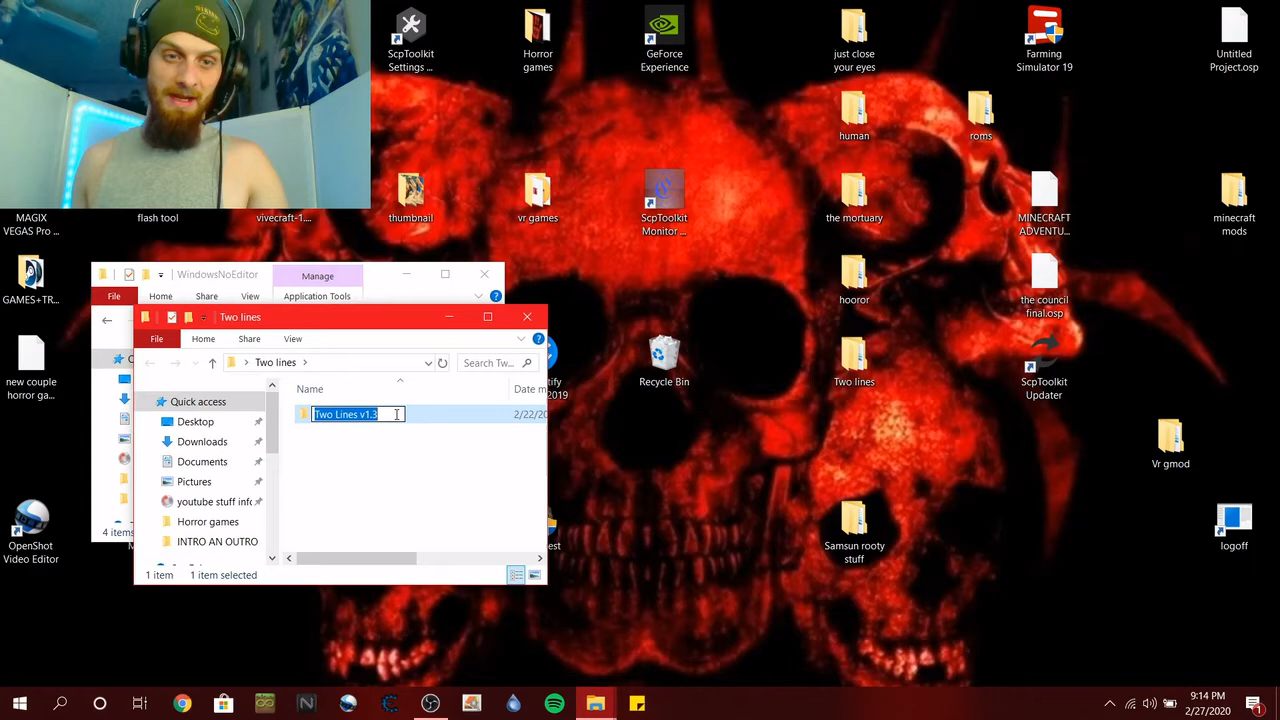 ScpToolkit
Settings ...
Horror
games
GeForce
Experience
just close
your eyes
Farming
Simulator 19
Untitled
Project.osp
human
roms
MAGIX
VEGAS Pro ...
flash tool
vivecraft-1....
thumbnail
vr games
ScpToolkit
Monitor ...
the mortuary
MINECRAFT
ADVENTU...
minecraft
mods
GAMES+TR...
hooror
the council
final.osp
new couple
horror ga...
Recycle Bin
Two lines
ScpToolkit
Updater
Vr gmod
OpenShot
Video Editor
Samsun rooty
stuff
logoff
WindowsNoEditor
Manage
File
Home
Share
View
Application Tools
4 items
Two lines
File
Home
Share
View
Two lines
Search Tw...
Name
Date m
Quick access
Two Lines v1.3
2/22/20
Desktop
Downloads
Documents
Pictures
youtube stuff info
Horror games
INTRO AN OUTRO
1 item
1 item selected
2019
9:14 PM
2/27/2020
1